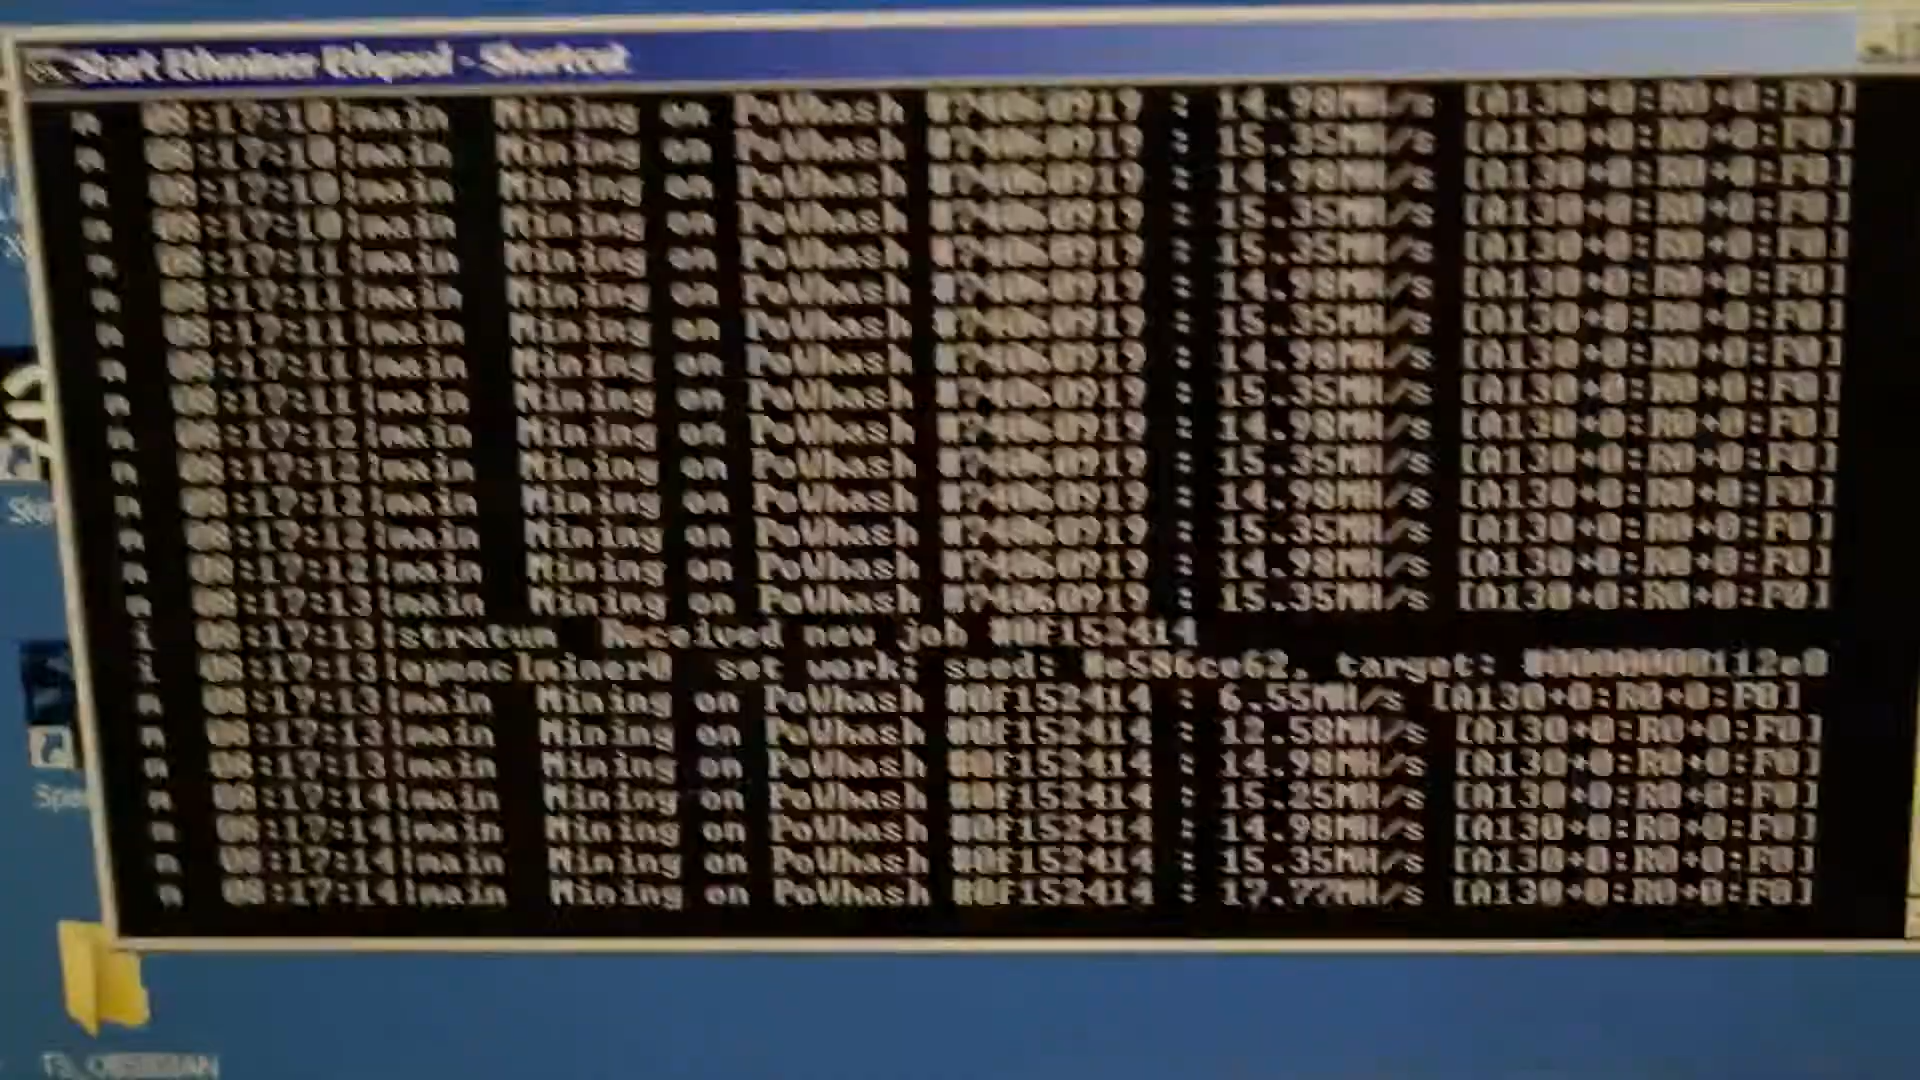 Start Ethminer Ethpool - Shortcut
m 08:17:10|main Mining on PoWhash #74060919 : 14.98MH/s [A130+0:R0+0:F0]
m 08:17:10|main Mining on PoWhash #74060919 : 15.35MH/s [A130+0:R0+0:F0]
m 08:17:10|main Mining on PoWhash #74060919 : 14.98MH/s [A130+0:R0+0:F0]
m 08:17:10|main Mining on PoWhash #74060919 : 15.35MH/s [A130+0:R0+0:F0]
m 08:17:11|main Mining on PoWhash #74060919 : 15.35MH/s [A130+0:R0+0:F0]
m 08:17:11|main Mining on PoWhash #74060919 : 14.98MH/s [A130+0:R0+0:F0]
m 08:17:11|main Mining on PoWhash #74060919 : 15.35MH/s [A130+0:R0+0:F0]
m 08:17:11|main Mining on PoWhash #74060919 : 14.98MH/s [A130+0:R0+0:F0]
m 08:17:11|main Mining on PoWhash #74060919 : 15.35MH/s [A130+0:R0+0:F0]
m 08:17:12|main Mining on PoWhash #74060919 : 14.98MH/s [A130+0:R0+0:F0]
m 08:17:12|main Mining on PoWhash #74060919 : 15.35MH/s [A130+0:R0+0:F0]
m 08:17:12|main Mining on PoWhash #74060919 : 14.98MH/s [A130+0:R0+0:F0]
m 08:17:12|main Mining on PoWhash #74060919 : 15.35MH/s [A130+0:R0+0:F0]
m 08:17:12|main Mining on PoWhash #74060919 : 14.98MH/s [A130+0:R0+0:F0]
m 08:17:13|main Mining on PoWhash #74060919 : 15.35MH/s [A130+0:R0+0:F0]
i 08:17:13|stratum Received new job #0f152414
i 08:17:13|openclminer0 set work; seed: #e586ce62, target: #0000000112e0
m 08:17:13|main Mining on PoWhash #0f152414 : 6.55MH/s [A130+0:R0+0:F0]
m 08:17:13|main Mining on PoWhash #0f152414 : 12.58MH/s [A130+0:R0+0:F0]
m 08:17:13|main Mining on PoWhash #0f152414 : 14.98MH/s [A130+0:R0+0:F0]
m 08:17:14|main Mining on PoWhash #0f152414 : 15.25MH/s [A130+0:R0+0:F0]
m 08:17:14|main Mining on PoWhash #0f152414 : 14.98MH/s [A130+0:R0+0:F0]
m 08:17:14|main Mining on PoWhash #0f152414 : 15.35MH/s [A130+0:R0+0:F0]
m 08:17:14|main Mining on PoWhash #0f152414 : 17.77MH/s [A130+0:R0+0:F0]